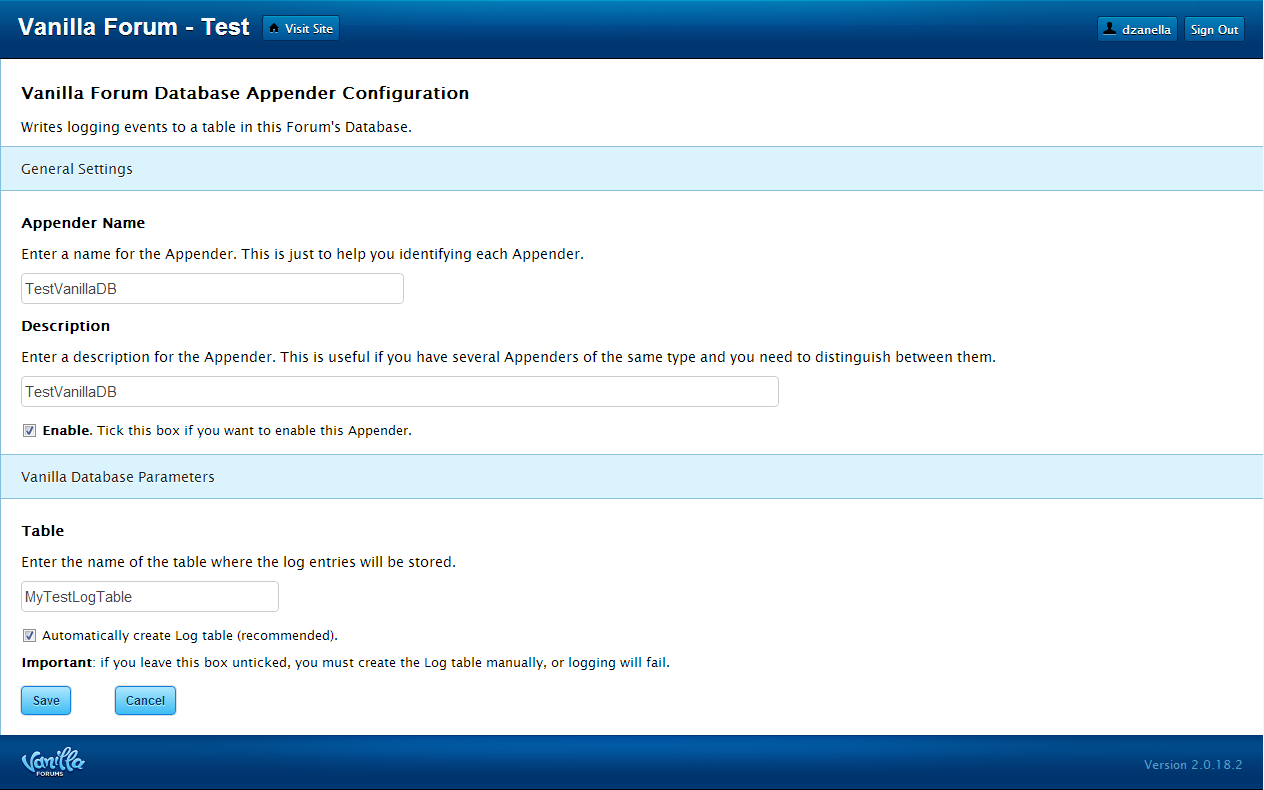 Vanilla Forum - Test Visit Site dzanella Sign Out
Vanilla Forum Database Appender Configuration
Writes logging events to a table in this Forum's Database.
General Settings
Appender Name
Enter a name for the Appender. This is just to help you identifying each Appender.
TestVanillaDB
Description
Enter a description for the Appender. This is useful if you have several Appenders of the same type and you need to distinguish between them.
TestVanillaDB
Enable. Tick this box if you want to enable this Appender.
Vanilla Database Parameters
Table
Enter the name of the table where the log entries will be stored.
MyTestLogTable
Automatically create Log table (recommended).
Important: if you leave this box unticked, you must create the Log table manually, or logging will fail.
Save Cancel
Vanilla
FORUMS
Version 2.0.18.2